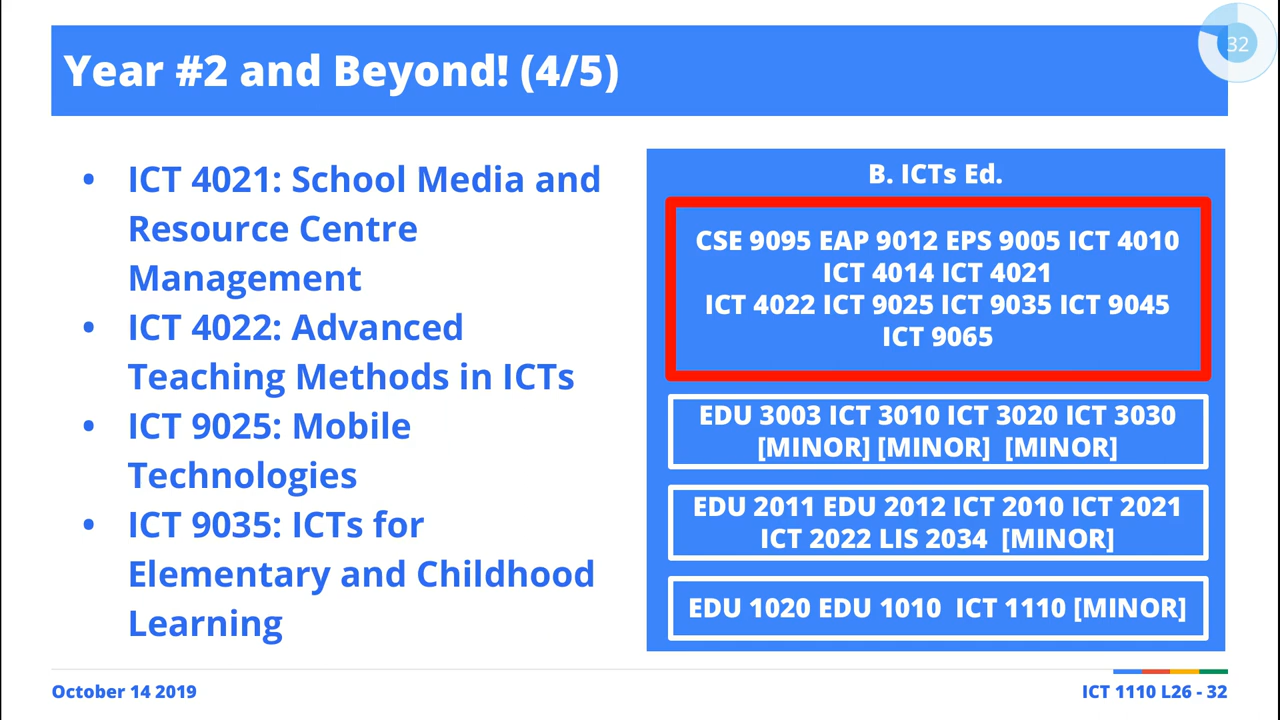 Year #2 and Beyond! (4/5)
32
• ICT 4021: School Media and
Resource Centre
Management
• ICT 4022: Advanced
Teaching Methods in ICTs
• ICT 9025: Mobile
Technologies
• ICT 9035: ICTs for
Elementary and Childhood
Learning
B. ICTs Ed.
CSE 9095 EAP 9012 EPS 9005 ICT 4010
ICT 4014 ICT 4021
ICT 4022 ICT 9025 ICT 9035 ICT 9045
ICT 9065
EDU 3003 ICT 3010 ICT 3020 ICT 3030
[MINOR] [MINOR] [MINOR]
EDU 2011 EDU 2012 ICT 2010 ICT 2021
ICT 2022 LIS 2034 [MINOR]
EDU 1020 EDU 1010 ICT 1110 [MINOR]
October 14 2019
ICT 1110 L26 - 32